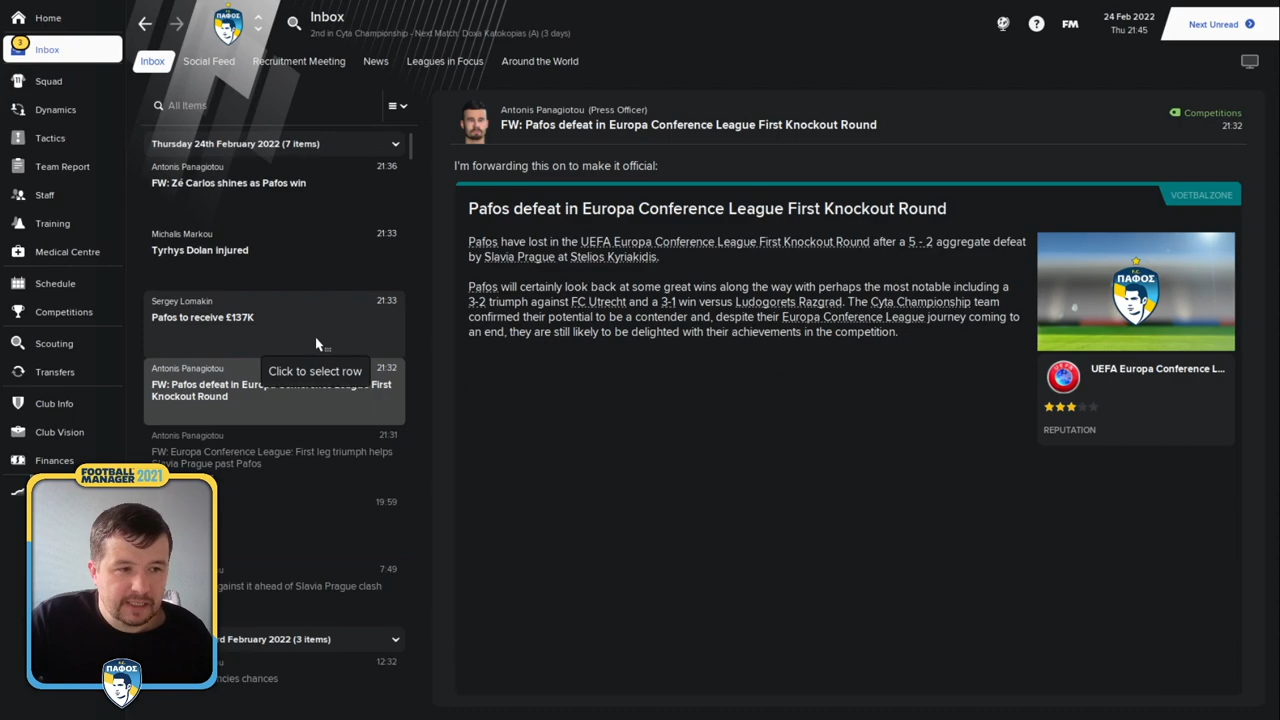 Home
3
Inbox
Squad
Dynamics
Tactics
Team Report
Staff
Training
Medical Centre
Schedule
Competitions
Scouting
Transfers
Club Info
Club Vision
Finances
Inbox
2nd in Cyta Championship - Next Match: Doxa Katokopias (A) (3 days)
FM
24 Feb 2022
Thu 21:45
Next Unread
Inbox
Social Feed
Recruitment Meeting
News
Leagues in Focus
Around the World
All Items
Thursday 24th February 2022 (7 items)
Antonis Panagiotou
21:36
FW: Zé Carlos shines as Pafos win
Michalis Markou
21:33
Tyrhys Dolan injured
Sergey Lomakin
21:33
Pafos to receive £137K
Click to select row
Antonis Panagiotou
21:32
FW: Pafos defeat in Europa Conference League First
Knockout Round
Antonis Panagiotou
21:31
FW: Europa Conference League: First leg triumph helps
Slavia Prague past Pafos
19:59
7:49
gainst it ahead of Slavia Prague clash
rd February 2022 (3 items)
12:32
ncies chances
Antonis Panagiotou (Press Officer)
FW: Pafos defeat in Europa Conference League First Knockout Round
Competitions
21:32
I'm forwarding this on to make it official:
VOETBALZONE
Pafos defeat in Europa Conference League First Knockout Round
Pafos have lost in the UEFA Europa Conference League First Knockout Round after a 5 - 2 aggregate defeat
by Slavia Prague at Stelios Kyriakidis.
Pafos will certainly look back at some great wins along the way with perhaps the most notable including a
3-2 triumph against FC Utrecht and a 3-1 win versus Ludogorets Razgrad. The Cyta Championship team
confirmed their potential to be a contender and, despite their Europa Conference League journey coming to
an end, they are still likely to be delighted with their achievements in the competition.
UEFA Europa Conference L...
REPUTATION
FOOTBALL
MANAGER 2021
F.C.
ΠΑΦΟΣ